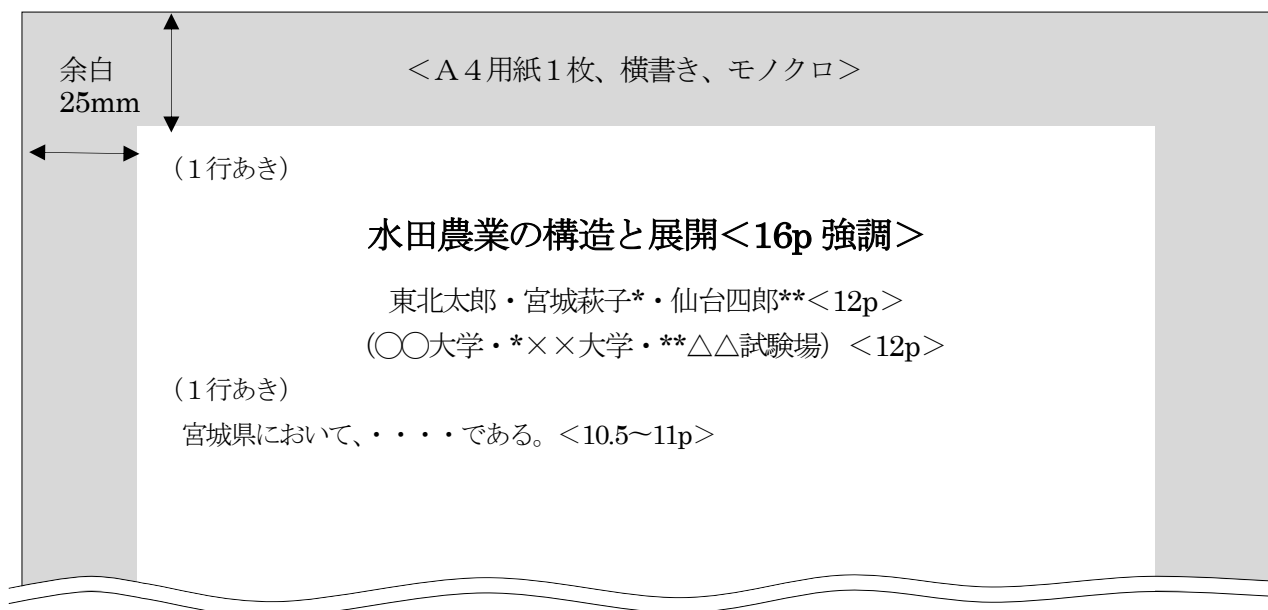 ＜Ａ４用紙１枚、横書き、モノクロ＞
余白
25mm
（１行あき）
水田農業の構造と展開＜16p 強調＞
東北太郎・宮城萩子*・仙台四郎**＜12p＞
（○○大学・*××大学・**△△試験場）＜12p＞
（１行あき）
宮城県において、・・・・である。＜10.5～11p＞